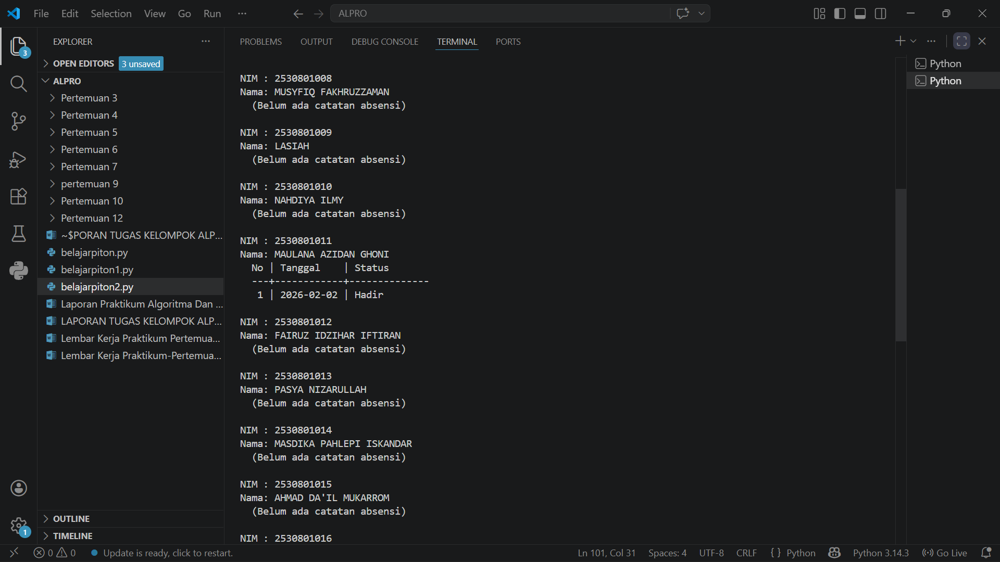 File Edit Selection View Go Run ···
ALPRO
EXPLORER
3
OPEN EDITORS 3 unsaved
ALPRO
Pertemuan 3
Pertemuan 4
Pertemuan 5
Pertemuan 6
Pertemuan 7
pertemuan 9
Pertemuan 10
Pertemuan 12
~$PORAN TUGAS KELOMPOK ALP...
belajarpiton.py
belajarpiton1.py
belajarpiton2.py
Laporan Praktikum Algoritma Dan ...
LAPORAN TUGAS KELOMPOK ALP...
Lembar Kerja Praktikum Pertemua...
Lembar Kerja Praktikum-Pertemua...
OUTLINE
1
TIMELINE
PROBLEMS OUTPUT DEBUG CONSOLE TERMINAL PORTS
NIM : 2530801008
Nama: MUSYFIQ FAKHRUZZAMAN
(Belum ada catatan absensi)
NIM : 2530801009
Nama: LASIAH
(Belum ada catatan absensi)
NIM : 2530801010
Nama: NAHDIYA ILMY
(Belum ada catatan absensi)
NIM : 2530801011
Nama: MAULANA AZIDAN GHONI
No | Tanggal | Status
---+------------+--------------
1 | 2026-02-02 | Hadir
NIM : 2530801012
Nama: FAIRUZ IDZIHAR IFTIRAN
(Belum ada catatan absensi)
NIM : 2530801013
Nama: PASYA NIZARULLAH
(Belum ada catatan absensi)
NIM : 2530801014
Nama: MASDIKA PAHLEPI ISKANDAR
(Belum ada catatan absensi)
NIM : 2530801015
Nama: AHMAD DA'IL MUKARROM
(Belum ada catatan absensi)
NIM : 2530801016
Python
Python
0 0 Update is ready, click to restart.
Ln 101, Col 31 Spaces: 4 UTF-8 CRLF { } Python Python 3.14.3 Go Live